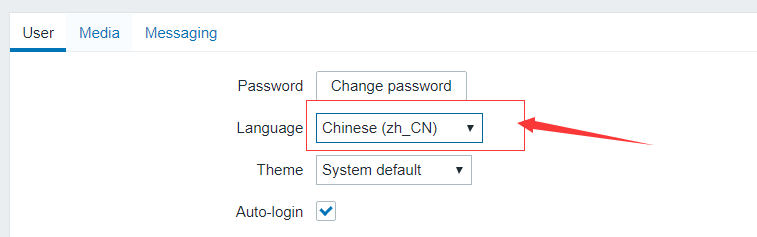 User Media Messaging
Password Change password
Language Chinese (zh_CN)
Theme System default
Auto-login